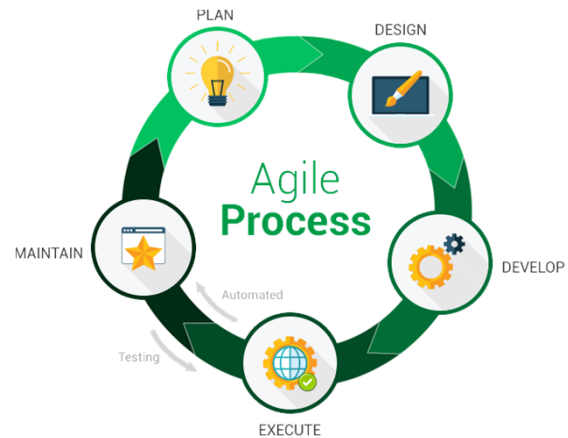 PLAN
DESIGN
Agile
Process
MAINTAIN
DEVELOP
Automated
Testing
EXECUTE